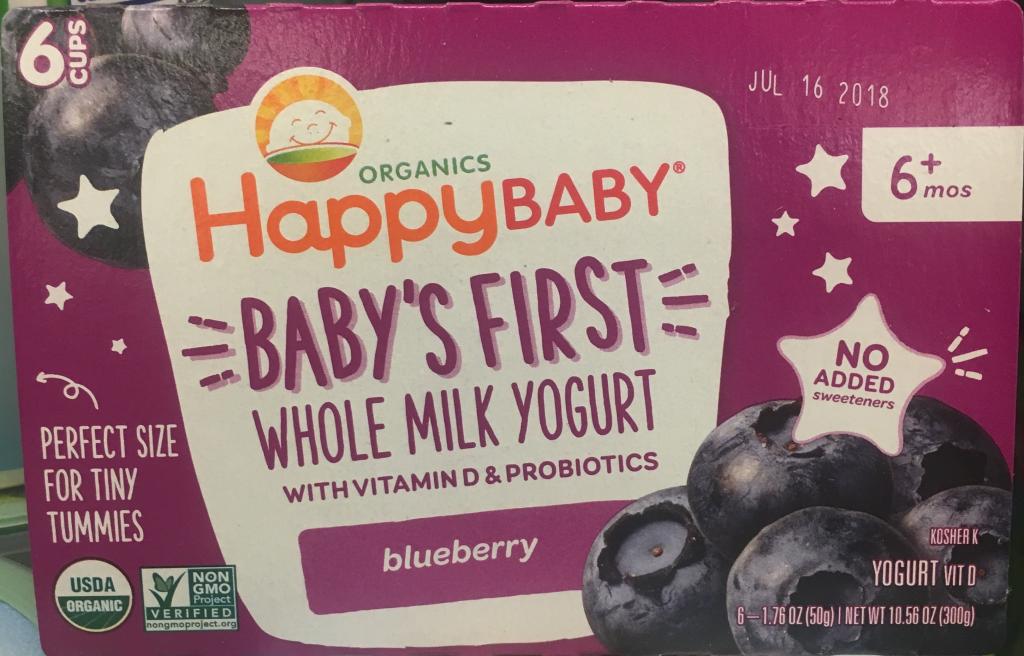 6 CUPS
JUL 16 2018
6+ mos
ORGANICS
HappyBABY®
BABY'S FIRST
WHOLE MILK YOGURT
WITH VITAMIN D & PROBIOTICS
blueberry
NO
ADDED
sweeteners
PERFECT SIZE
FOR TINY
TUMMIES
USDA
ORGANIC
NON
GMO
Project
VERIFIED
nongmoproject.org
KOSHER K
YOGURT VIT D
6—1.76 OZ (50g) | NET WT 10.56 OZ (300g)